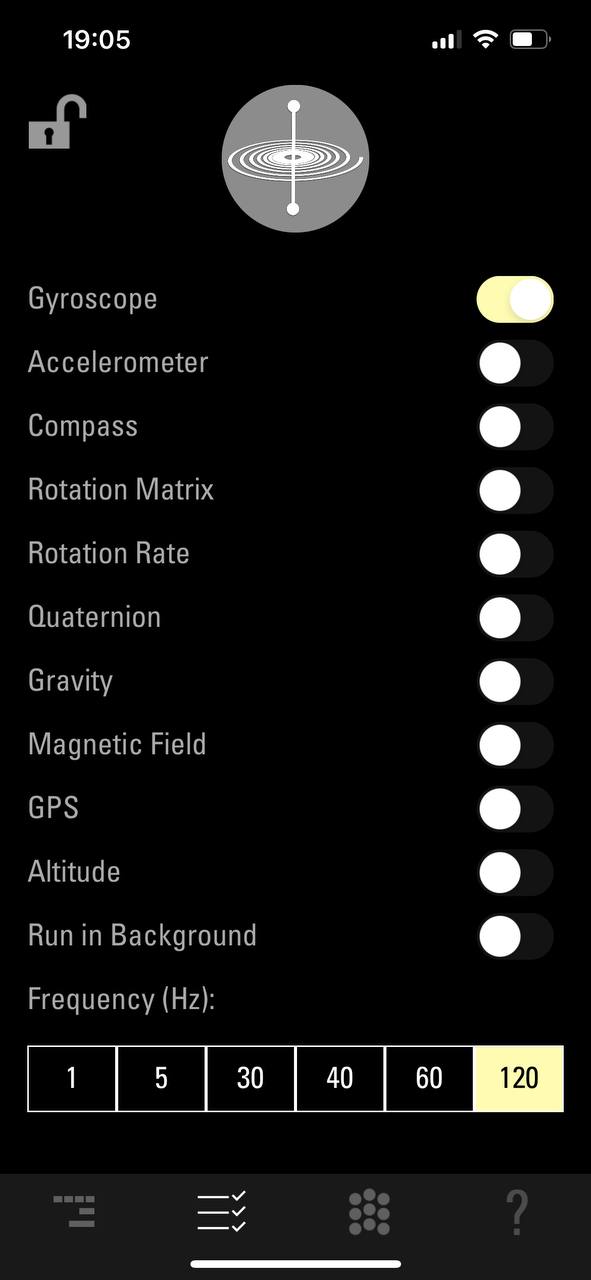 19:05
Gyroscope
Accelerometer
Compass
Rotation Matrix
Rotation Rate
Quaternion
Gravity
Magnetic Field
GPS
Altitude
Run in Background
Frequency (Hz):
1 5 30 40 60 120
?